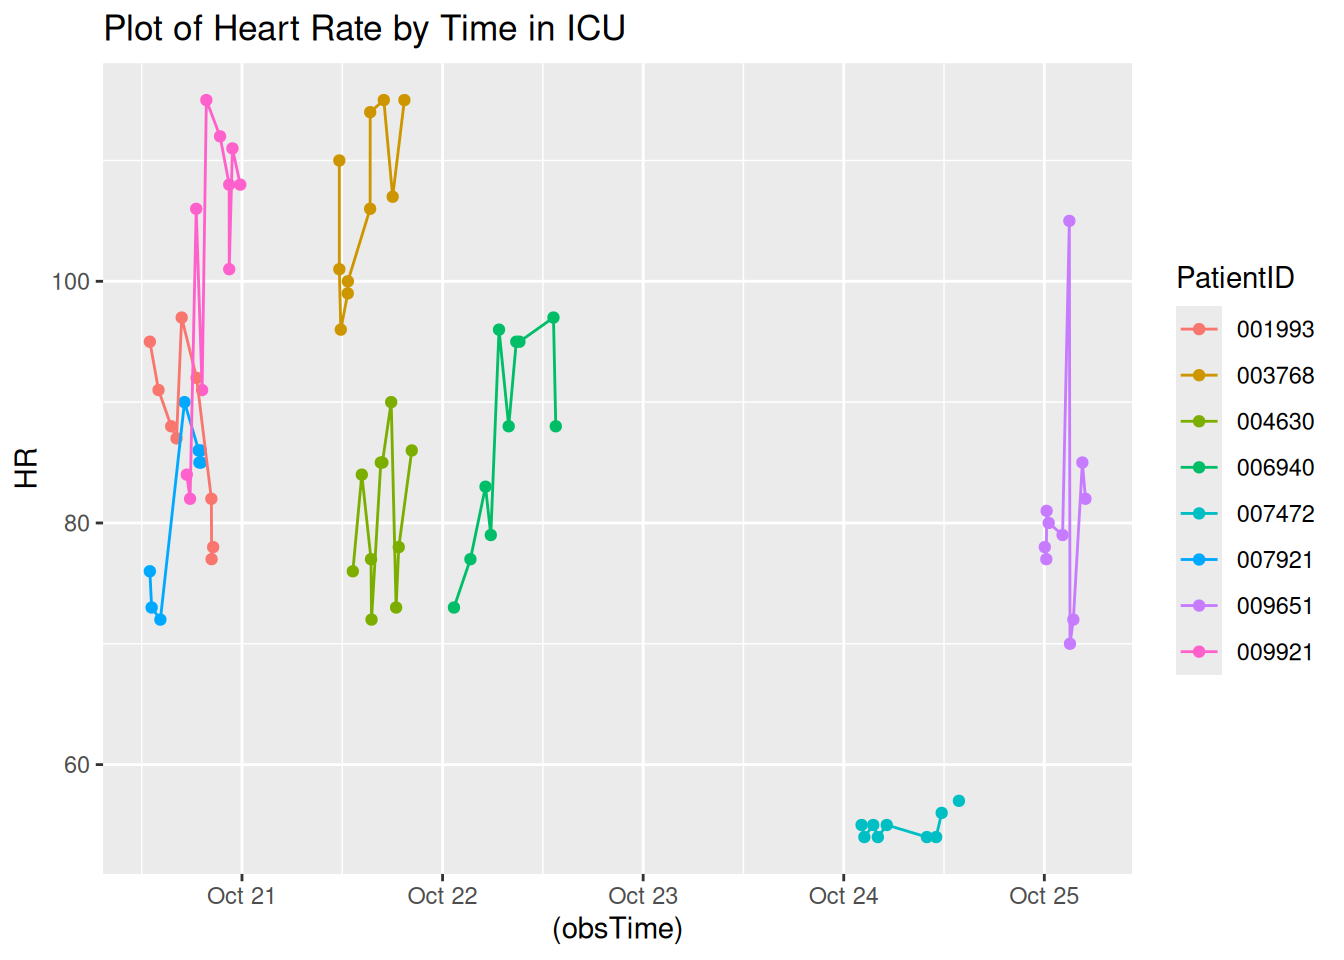 Plot of Heart Rate by Time in ICU
HR
100
80
60
Oct 21
Oct 22
Oct 23
Oct 24
Oct 25
(obsTime)
PatientID
001993
003768
004630
006940
007472
007921
009651
009921